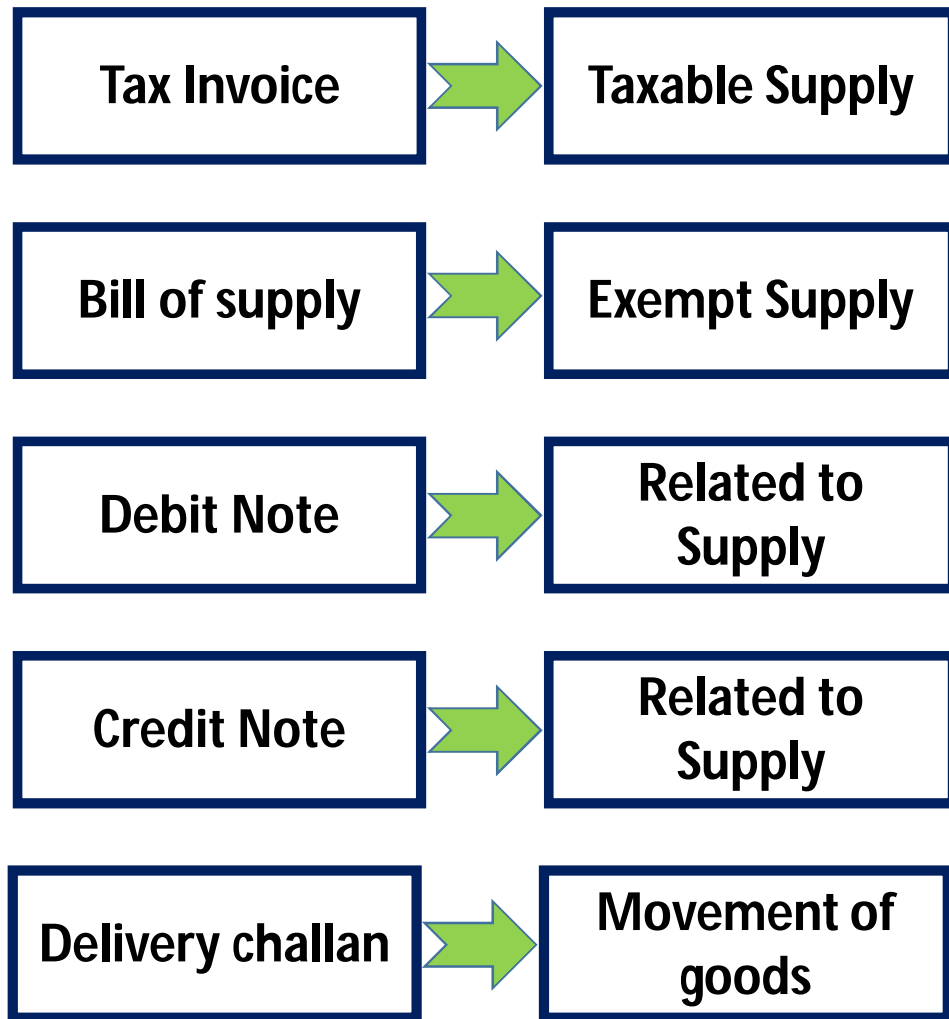 Tax Invoice
Taxable Supply
Bill of supply
Exempt Supply
Debit Note
Related to
Supply
Credit Note
Related to
Supply
Delivery challan
Movement of
goods